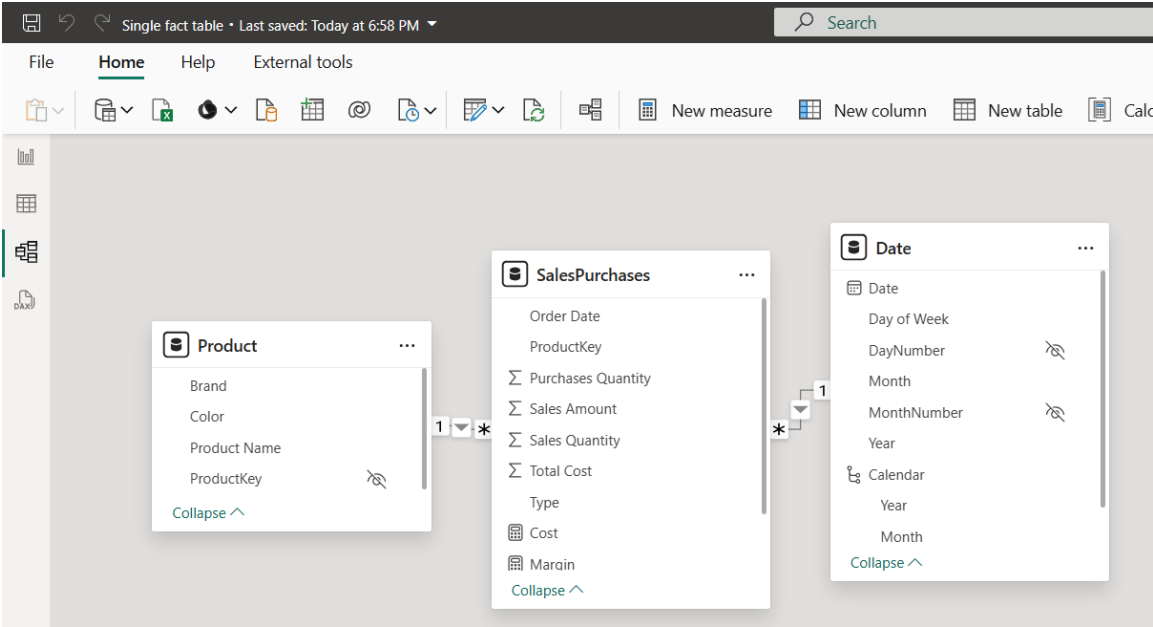 Single fact table • Last saved: Today at 6:58 PM
Search
File Home Help External tools
New measure New column New table Calc
DAX
Product
Brand
Color
Product Name
ProductKey
Collapse
1 *
SalesPurchases
Order Date
ProductKey
Σ Purchases Quantity
Σ Sales Amount
Σ Sales Quantity
Σ Total Cost
Type
Cost
Margin
Collapse
* 1
Date
Date
Day of Week
DayNumber
Month
MonthNumber
Year
Calendar
Year
Month
Collapse